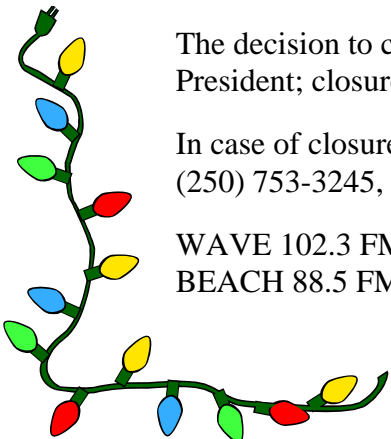 The decision to c
President; closure
In case of closure
(250) 753-3245,
WAVE 102.3 FM
BEACH 88.5 FM